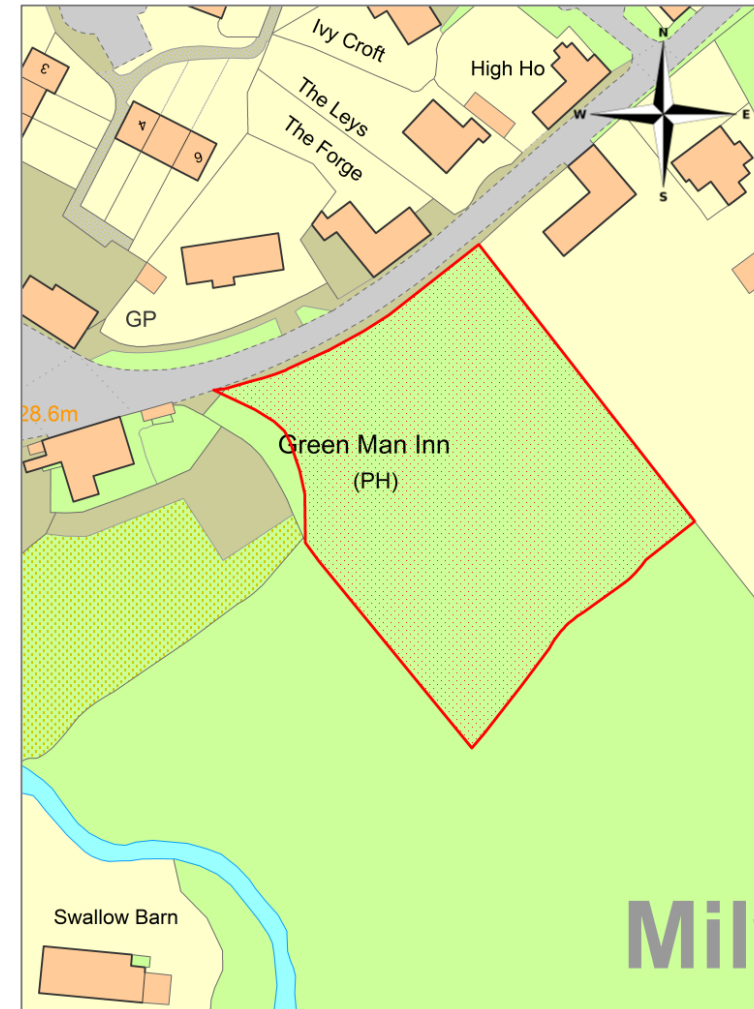 Ivy Croft
High Ho
N
W
E
S
3
The Leys
The Forge
4
6
GP
28.6m
Green Man Inn
(PH)
Swallow Barn
Mil